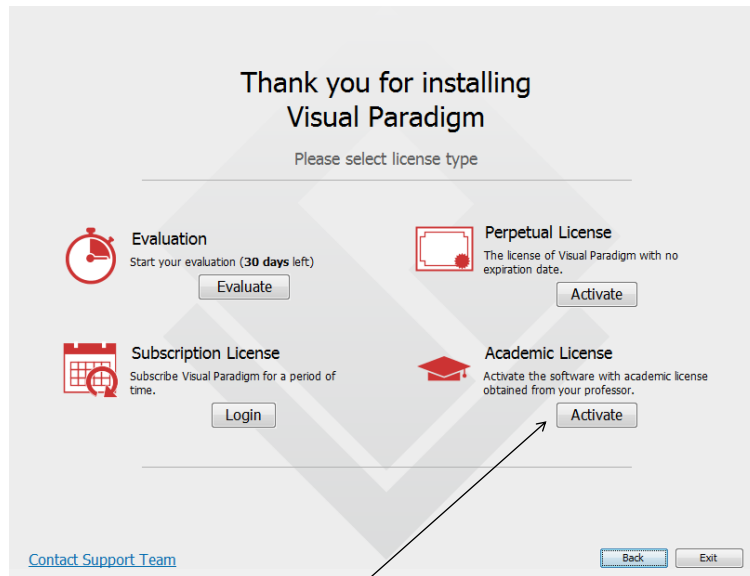 Thank you for installing
Visual Paradigm
Please select license type
Evaluation
Start your evaluation (30 days left)
Evaluate
Perpetual License
The license of Visual Paradigm with no
expiration date.
Activate
Subscription License
Subscribe Visual Paradigm for a period of
time.
Login
Academic License
Activate the software with academic license
obtained from your professor.
Activate
Contact Support Team
Back
Exit